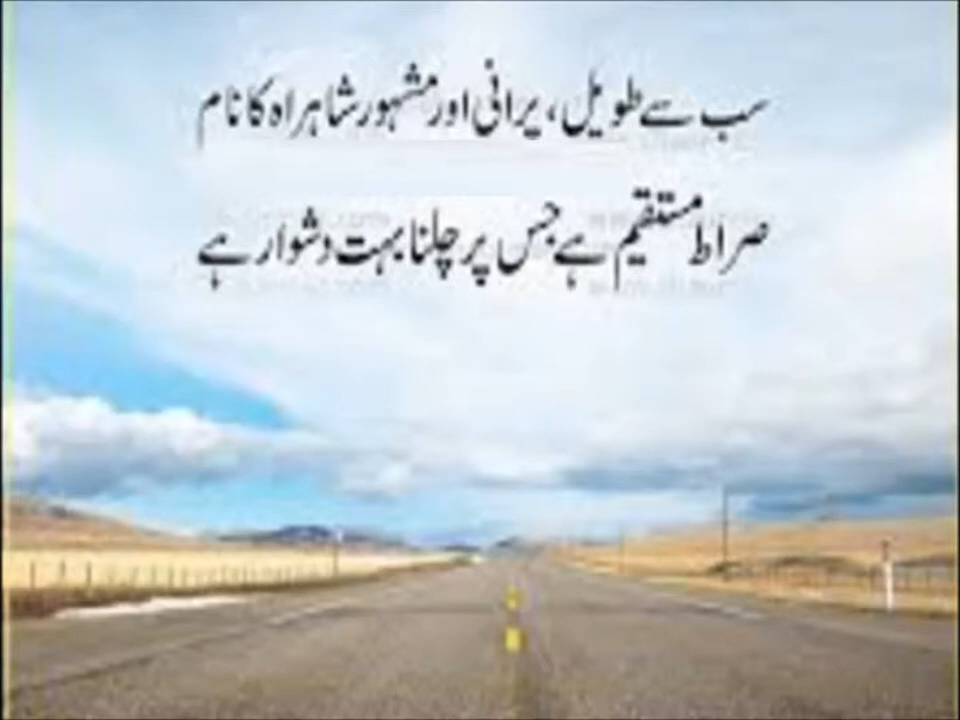 سب سے طویل، پرانی اور مشہور شاہراہ کا نام
صراط مستقیم ہے جس پر چلنا بہت دشوار ہے